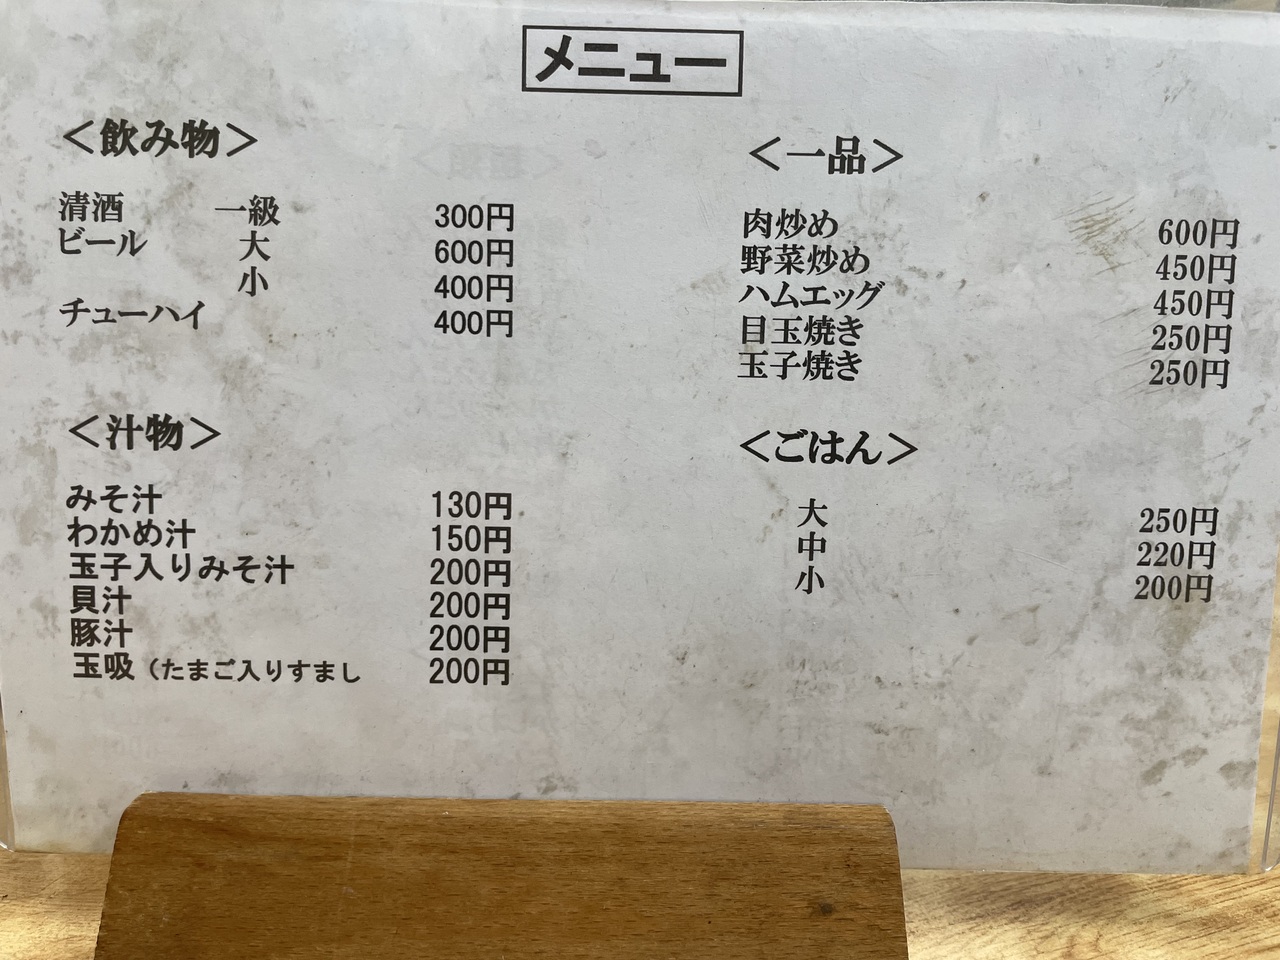 メニュー
＜飲み物＞
清酒 一級 300円
ビール 大 600円
小 400円
チューハイ 400円
＜汁物＞
みそ汁 130円
わかめ汁 150円
玉子入りみそ汁 200円
貝汁 200円
豚汁 200円
玉吸（たまご入りすまし 200円
＜一品＞
肉炒め 600円
野菜炒め 450円
ハムエッグ 450円
目玉焼き 250円
玉子焼き 250円
＜ごはん＞
大 250円
中 220円
小 200円